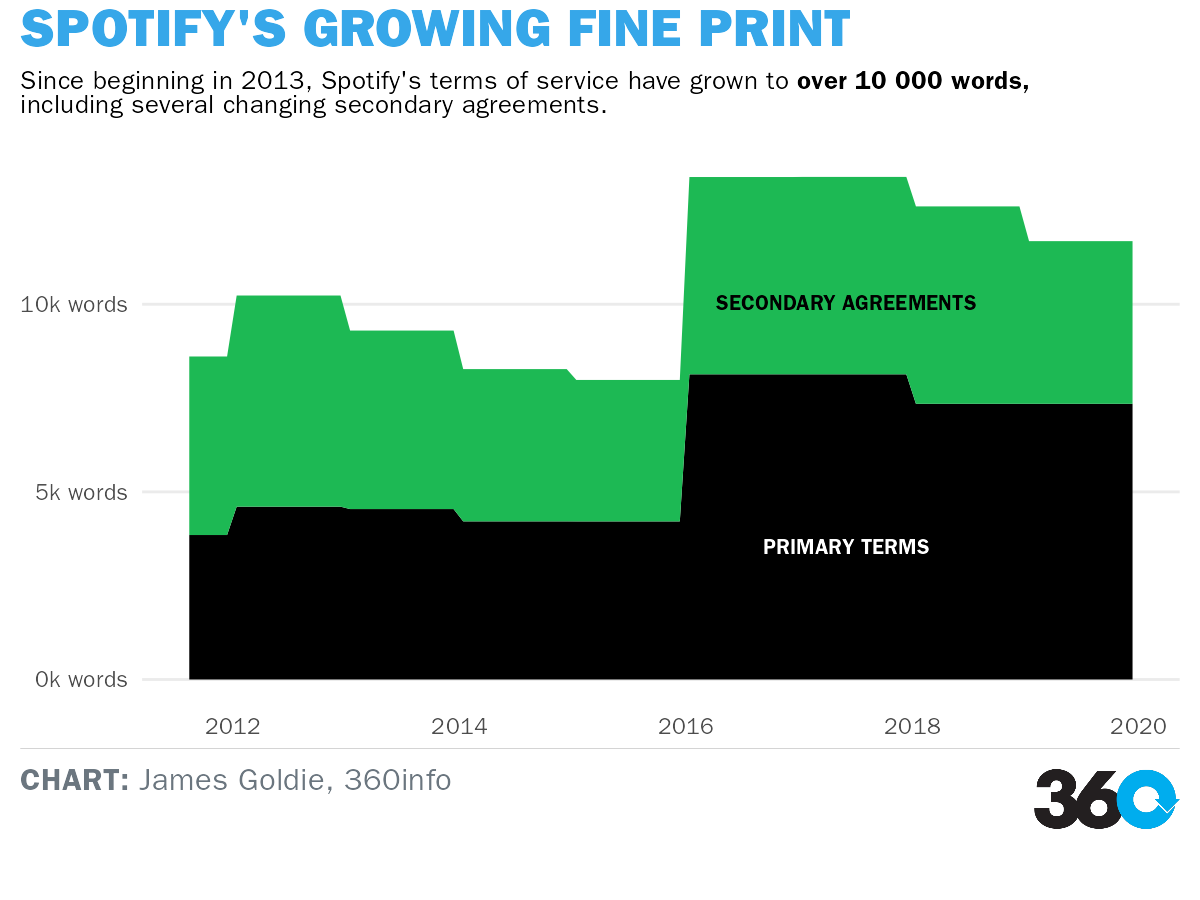 SPOTIFY'S GROWING FINE PRINT
Since beginning in 2013, Spotify's terms of service have grown to over 10 000 words,
including several changing secondary agreements.
10k words
SECONDARY AGREEMENTS
5k words
PRIMARY TERMS
0k words
2012 2014 2016 2018 2020
CHART: James Goldie, 360info
360